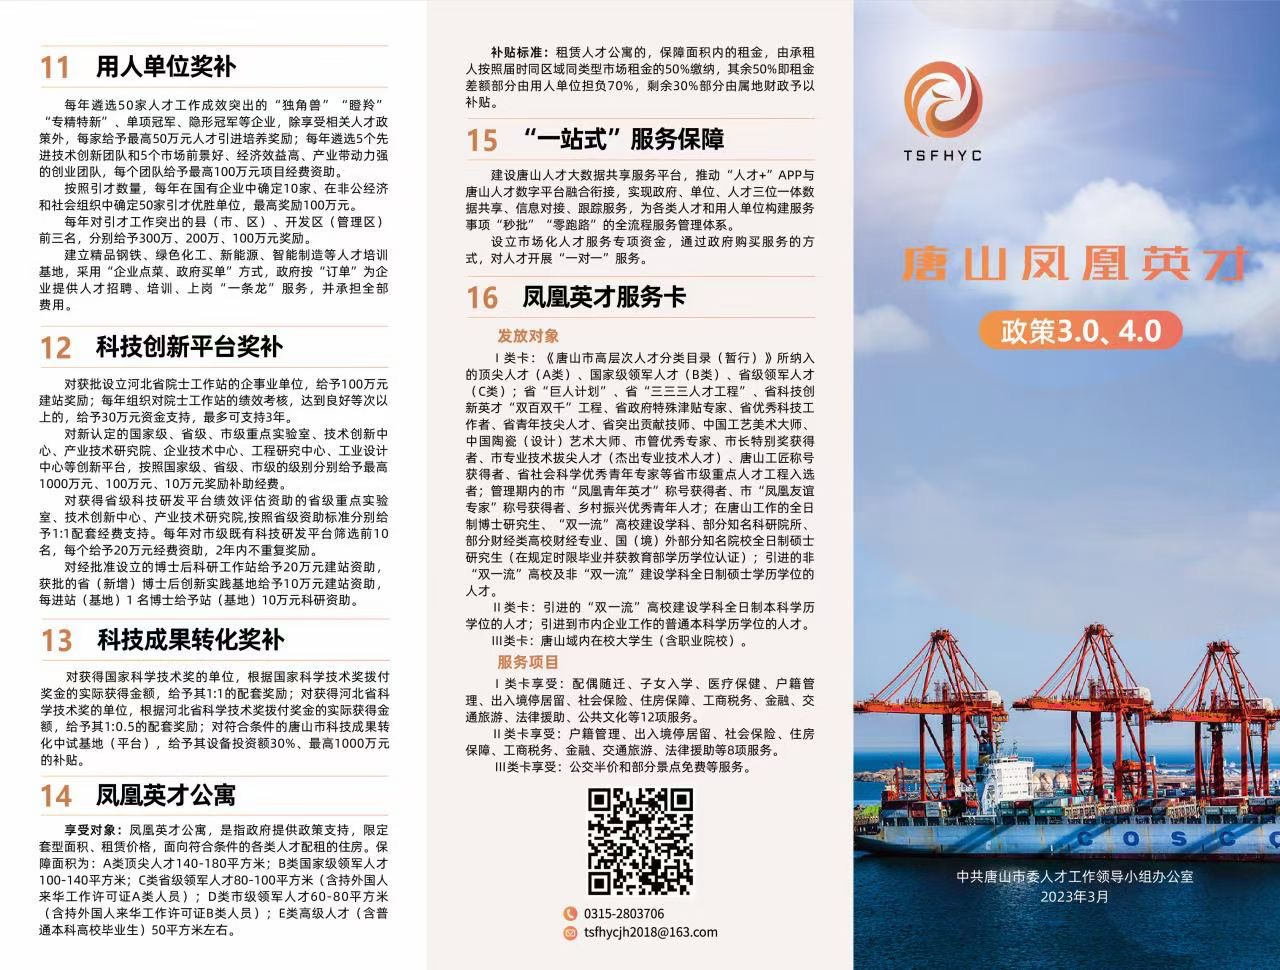 11 用人单位奖补
每年遴选50家人才工作成效突出的“独角兽”“瞪羚”
“专精特新”、单项冠军、隐形冠军等企业，除享受相关人才政
策外，每家给予最高50万元人才引进培养奖励；每年遴选5个先
进技术创新团队和5个市场前景好、经济效益高、产业带动力强
的创业团队，每个团队给予最高100万元项目经费资助。
按照引才数量，每年在国有企业中确定10家、在非公经济
和社会组织中确定50家引才优胜单位，最高奖励100万元。
每年对引才工作突出的县（市、区）、开发区（管理区）
前三名，分别给予300万、200万、100万元奖励。
建立精品钢铁、绿色化工、新能源、智能制造等人才培训
基地，采用“企业点菜、政府买单”方式，政府按“订单”为企
业提供人才招聘、培训、上岗“一条龙”服务，并承担全部
费用。
12 科技创新平台奖补
对获批设立河北省院士工作站的企事业单位，给予100万元
建站奖励；每年组织对院士工作站的绩效考核，达到良好等次以
上的，给予30万元资金支持，最多可支持3年。
对新认定的国家级、省级、市级重点实验室、技术创新中
心、产业技术研究院、企业技术中心、工程研究中心、工业设计
中心等创新平台，按照国家级、省级、市级的级别分别给予最高
1000万元、100万元、10万元奖励补助经费。
对获得省级科技研发平台绩效评估资助的省级重点实验
室、技术创新中心、产业技术研究院,按照省级资助标准分别给
予1:1配套经费支持。每年对市级既有科技研发平台筛选前10
名，每个给予20万元经费资助，2年内不重复奖励。
对经批准设立的博士后科研工作站给予20万元建站资助，
获批的省（新增）博士后创新实践基地给予10万元建站资助，
每进站（基地）1 名博士给予站（基地）10万元科研资助。
13 科技成果转化奖补
对获得国家科学技术奖的单位，根据国家科学技术奖拨付
奖金的实际获得金额，给予其1:1的配套奖励；对获得河北省科
学技术奖的单位，根据河北省科学技术奖拨付奖金的实际获得金
额，给予其1:0.5的配套奖励；对符合条件的唐山市科技成果转
化中试基地（平台），给予其设备投资额30%、最高1000万元
的补贴。
14 凤凰英才公寓
享受对象：凤凰英才公寓，是指政府提供政策支持，限定
套型面积、租赁价格，面向符合条件的各类人才配租的住房。保
障面积为：A类顶尖人才140-180平方米；B类国家级领军人才
100-140平方米；C类省级领军人才80-100平方米（含持外国人
来华工作许可证A类人员）；D类市级领军人才60-80平方米
（含持外国人来华工作许可证B类人员）；E类高级人才（含普
通本科高校毕业生）50平方米左右。
补贴标准：租赁人才公寓的，保障面积内的租金，由承租
人按照届时同区域同类型市场租金的50%缴纳，其余50%即租金
差额部分由用人单位担负70%，剩余30%部分由属地财政予以
补贴。
15 “一站式”服务保障
建设唐山人才大数据共享服务平台，推动“人才+”APP与
唐山人才数字平台融合衔接，实现政府、单位、人才三位一体数
据共享、信息对接、跟踪服务，为各类人才和用人单位构建服务
事项“秒批”“零跑路”的全流程服务管理体系。
设立市场化人才服务专项资金，通过政府购买服务的方
式，对人才开展“一对一”服务。
16 凤凰英才服务卡
发放对象
Ⅰ类卡：《唐山市高层次人才分类目录（暂行）》所纳入
的顶尖人才（A类）、国家级领军人才（B类）、省级领军人才
（C类）；省“巨人计划”、省“三三三人才工程”、省科技创
新英才“双百双千”工程、省政府特殊津贴专家、省优秀科技工
作者、省青年技尖人才、省突出贡献技师、中国工艺美术大师、
中国陶瓷（设计）艺术大师、市管优秀专家、市长特别奖获得
者、市专业技术拔尖人才（杰出专业技术人才）、唐山工匠称号
获得者、省社会科学优秀青年专家等省市级重点人才工程入选
者；管理期内的市“凤凰青年英才”称号获得者、市“凤凰友谊
专家”称号获得者、乡村振兴优秀青年人才；在唐山工作的全日
制博士研究生、“双一流”高校建设学科、部分知名科研院所、
部分财经类高校财经专业、国（境）外部分知名院校全日制硕士
研究生（在规定时限毕业并获教育部学历学位认证）；引进的非
“双一流”高校及非“双一流”建设学科全日制硕士学历学位的
人才。
Ⅱ类卡：引进的“双一流”高校建设学科全日制本科学历
学位的人才；引进到市内企业工作的普通本科学历学位的人才。
Ⅲ类卡：唐山域内在校大学生（含职业院校）。
服务项目
Ⅰ类卡享受：配偶随迁、子女入学、医疗保健、户籍管
理、出入境停居留、社会保险、住房保障、工商税务、金融、交
通旅游、法律援助、公共文化等12项服务。
Ⅱ类卡享受：户籍管理、出入境停居留、社会保险、住房
保障、工商税务、金融、交通旅游、法律援助等8项服务。
Ⅲ类卡享受：公交半价和部分景点免费等服务。
0315-2803706
tsfhycjh2018@163.com
TSFHYC
唐山凤凰英才
政策3.0、4.0
COSCO
中共唐山市委人才工作领导小组办公室
2023年3月